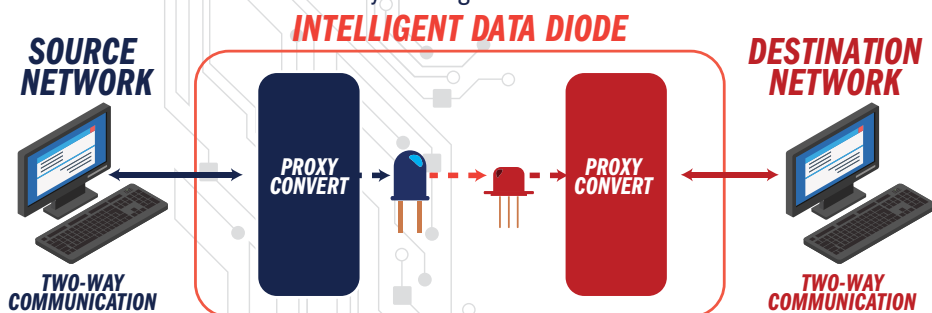 INTELLIGENT DATA DIODE
SOURCE
NETWORK
DESTINATION
NETWORK
PROXY
CONVERT
PROXY
CONVERT
TWO-WAY
COMMUNICATION
TWO-WAY
COMMUNICATION